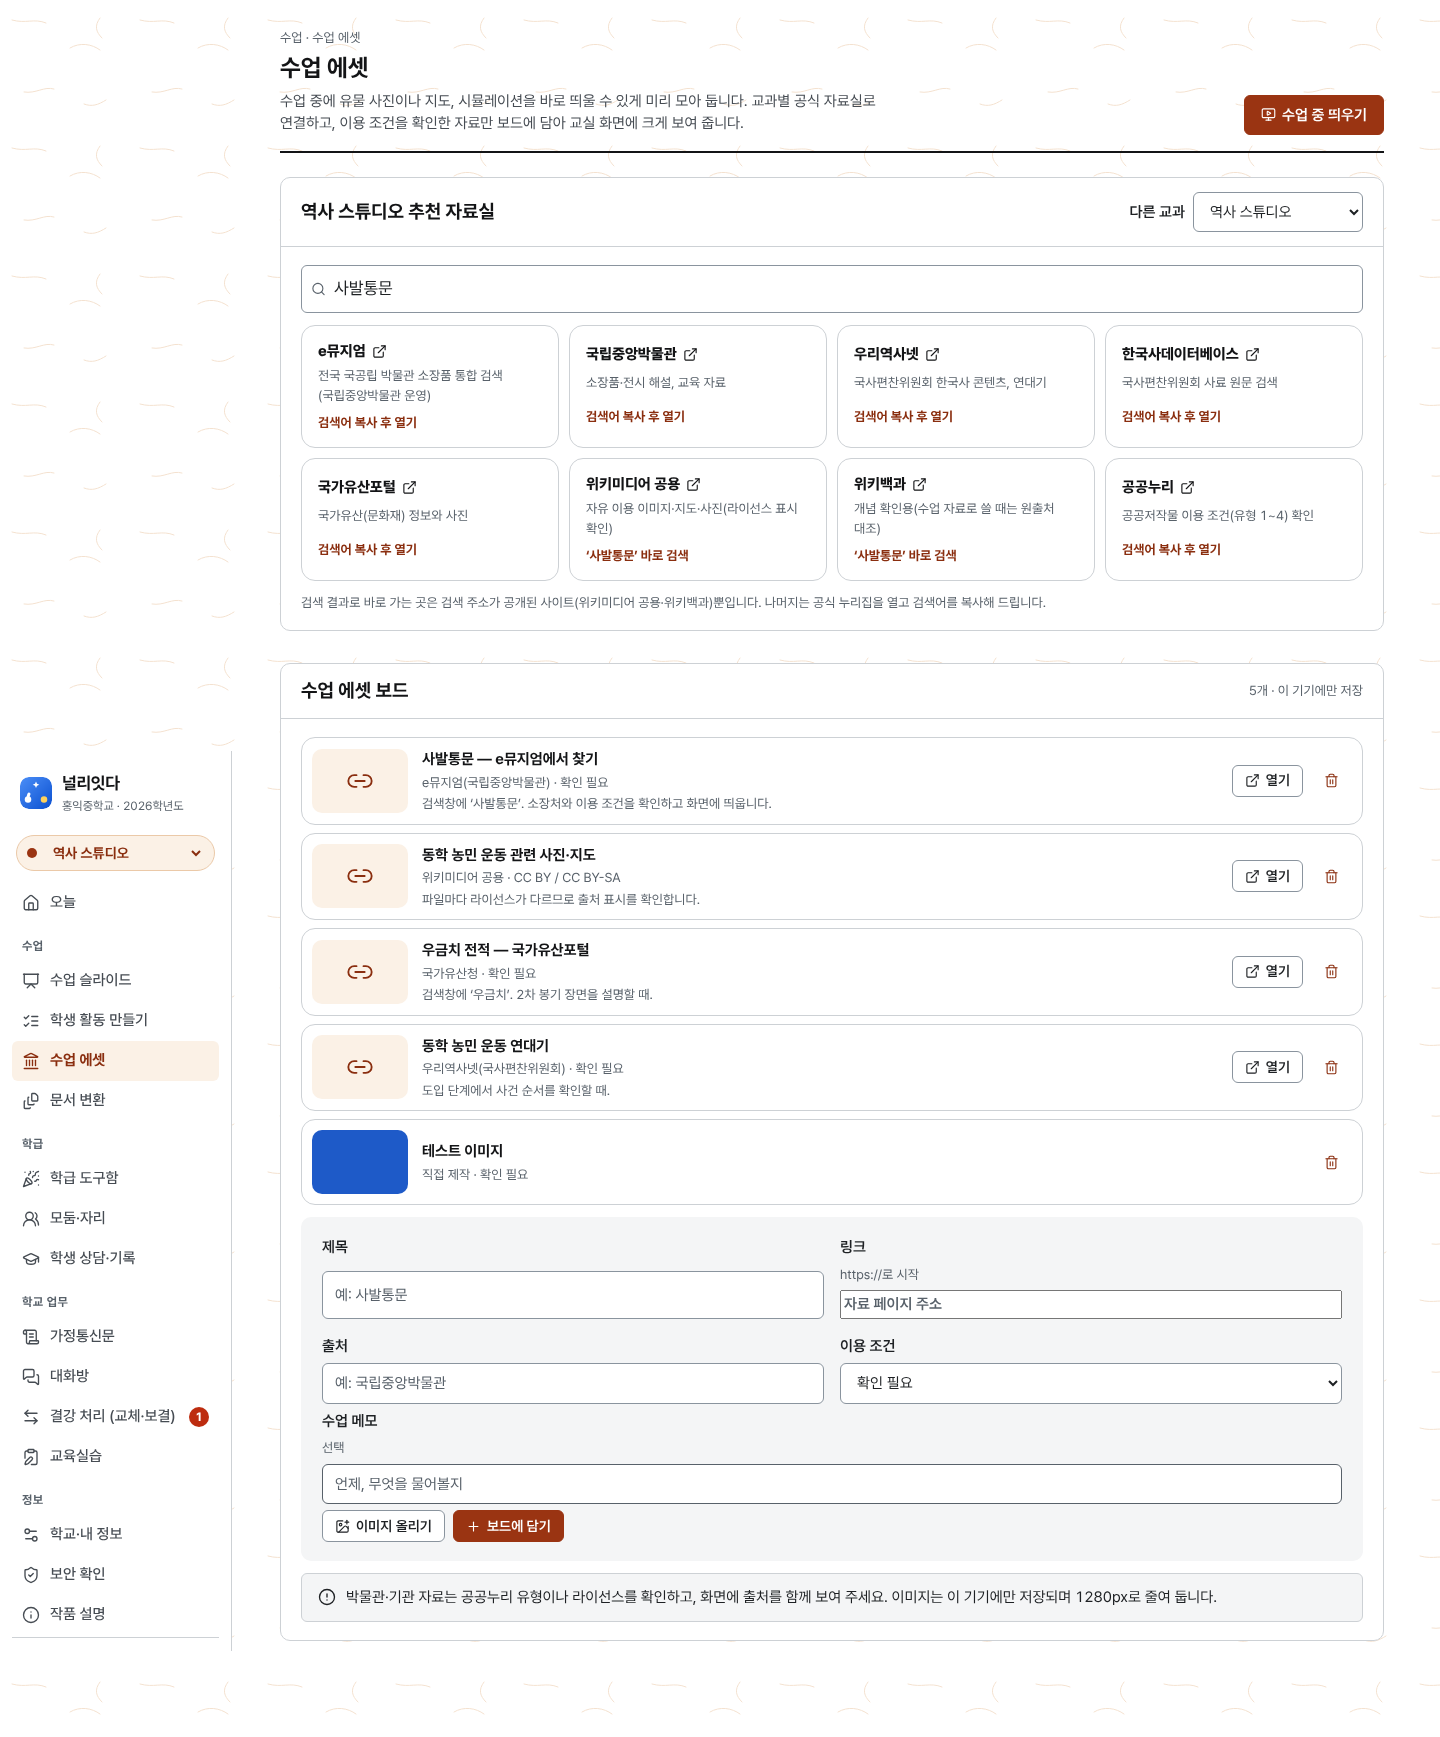 수업 · 수업 에셋
수업 에셋
수업 중에 유물 사진이나 지도, 시뮬레이션을 바로 띄울 수 있게 미리 모아 둡니다. 교과별 공식 자료실로
연결하고, 이용 조건을 확인한 자료만 보드에 담아 교실 화면에 크게 보여 줍니다.
수업 중 띄우기
역사 스튜디오 추천 자료실
다른 교과
역사 스튜디오
사발통문
e뮤지엄
전국 국공립 박물관 소장품 통합 검색
(국립중앙박물관 운영)
검색어 복사 후 열기
국립중앙박물관
소장품·전시 해설, 교육 자료
검색어 복사 후 열기
우리역사넷
국사편찬위원회 한국사 콘텐츠, 연대기
검색어 복사 후 열기
한국사데이터베이스
국사편찬위원회 사료 원문 검색
검색어 복사 후 열기
국가유산포털
국가유산(문화재) 정보와 사진
검색어 복사 후 열기
위키미디어 공용
자유 이용 이미지·지도·사진(라이선스 표시
확인)
‘사발통문’ 바로 검색
위키백과
개념 확인용(수업 자료로 쓸 때는 원출처
대조)
‘사발통문’ 바로 검색
공공누리
공공저작물 이용 조건(유형 1~4) 확인
검색어 복사 후 열기
검색 결과로 바로 가는 곳은 검색 주소가 공개된 사이트(위키미디어 공용·위키백과)뿐입니다. 나머지는 공식 누리집을 열고 검색어를 복사해 드립니다.
수업 에셋 보드
5개 · 이 기기에만 저장
사발통문 — e뮤지엄에서 찾기
e뮤지엄(국립중앙박물관) · 확인 필요
검색창에 ‘사발통문’. 소장처와 이용 조건을 확인하고 화면에 띄웁니다.
열기
동학 농민 운동 관련 사진·지도
위키미디어 공용 · CC BY / CC BY-SA
파일마다 라이선스가 다르므로 출처 표시를 확인합니다.
열기
우금치 전적 — 국가유산포털
국가유산청 · 확인 필요
검색창에 ‘우금치’. 2차 봉기 장면을 설명할 때.
열기
동학 농민 운동 연대기
우리역사넷(국사편찬위원회) · 확인 필요
도입 단계에서 사건 순서를 확인할 때.
열기
테스트 이미지
직접 제작 · 확인 필요
제목
예: 사발통문
링크
https://로 시작
자료 페이지 주소
출처
예: 국립중앙박물관
이용 조건
확인 필요
수업 메모
선택
언제, 무엇을 물어볼지
이미지 올리기
보드에 담기
박물관·기관 자료는 공공누리 유형이나 라이선스를 확인하고, 화면에 출처를 함께 보여 주세요. 이미지는 이 기기에만 저장되며 1280px로 줄여 둡니다.
널리잇다
홍익중학교 · 2026학년도
역사 스튜디오
오늘
수업
수업 슬라이드
학생 활동 만들기
수업 에셋
문서 변환
학급
학급 도구함
모둠·자리
학생 상담·기록
학교 업무
가정통신문
대화방
결강 처리 (교체·보결)
1
교육실습
정보
학교·내 정보
보안 확인
작품 설명